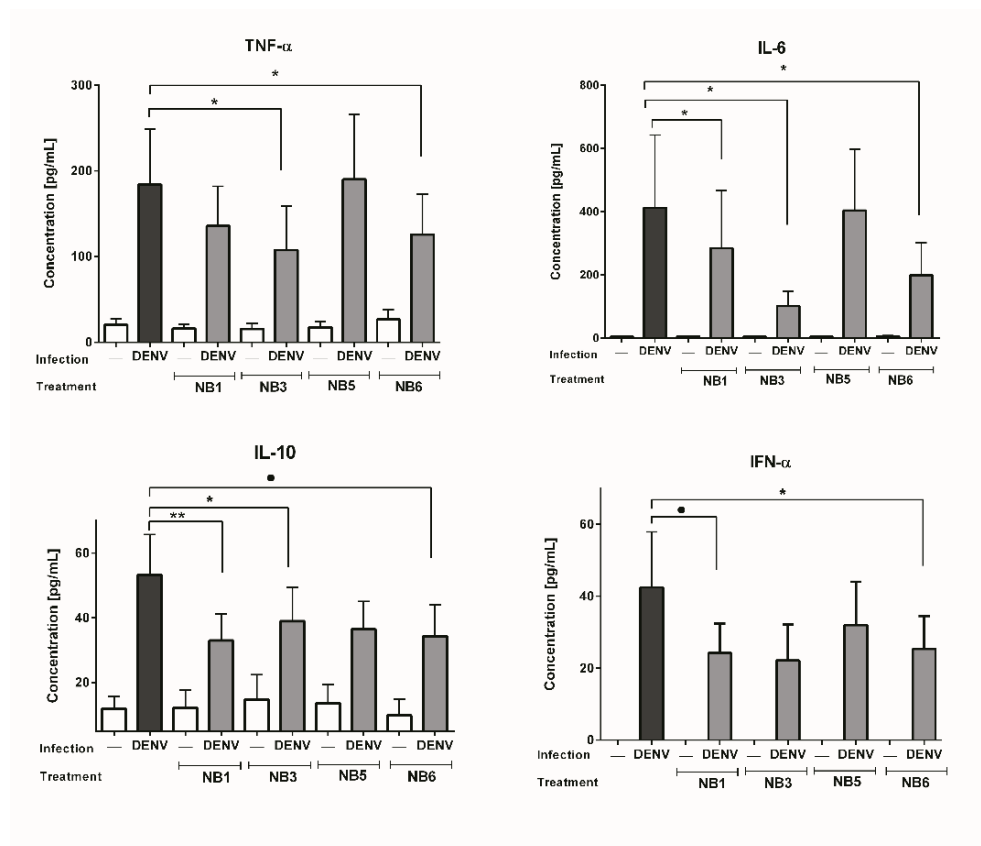 TNF-α
* 
*
300
200
100
0
Concentration [pg/mL]
Infection — DENV — DENV — DENV — DENV — DENV
Treatment NB1 NB3 NB5 NB6
IL-6
*
*
*
800
600
400
200
0
Concentration [pg/mL]
Infection — DENV — DENV — DENV — DENV — DENV
Treatment NB1 NB3 NB5 NB6
IL-10
•
*
**
60
40
20
Concentration [pg/mL]
Infection — DENV — DENV — DENV — DENV — DENV
Treatment NB1 NB3 NB5 NB6
IFN-α
*
•
60
40
20
0
Concentration [pg/mL]
Infection — DENV — DENV — DENV — DENV — DENV
Treatment NB1 NB3 NB5 NB6